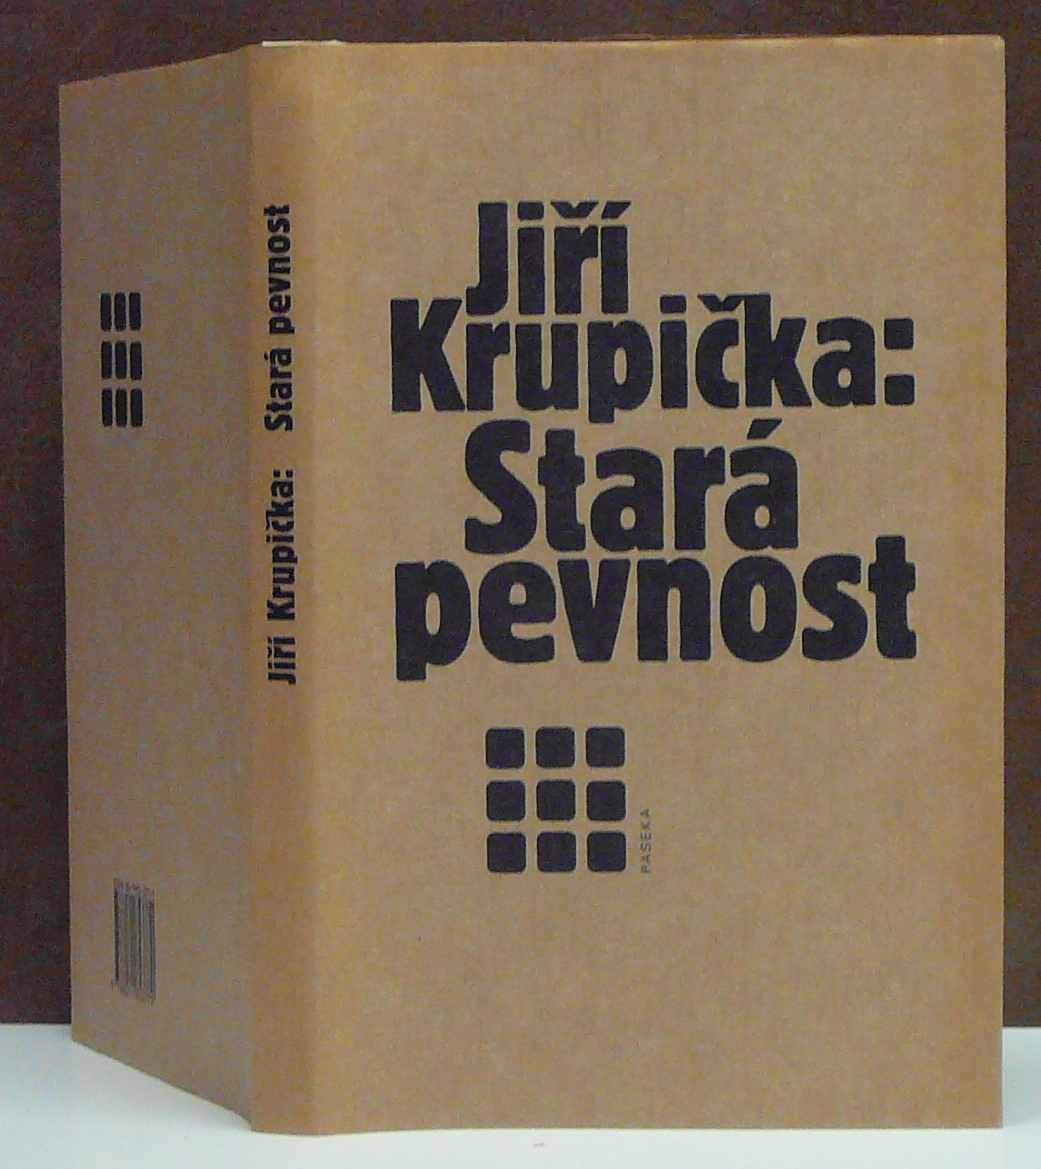 Jiří
Krupička:
Stará
pevnost
PASEKA
Jiří Krupička: Stará pevnost